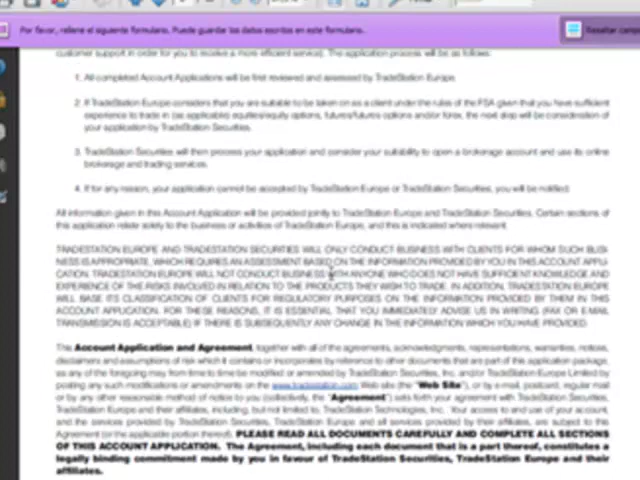 Por favor, rellene el siguiente formulario. Puede guardar los datos escritos en este formulario.
Resaltar campos
customer support in order for you to receive a more efficient service). The application process will be as follows:
1. All completed Account Applications will be first reviewed and assessed by TradeStation Europe.
2. If TradeStation Europe considers that you are suitable to be taken on as a client under the rules of the FSA given that you have sufficient
experience to trade in (as applicable) equities/equity options, futures/futures options and/or forex, the next step will be consideration of
your application by TradeStation Securities.
3. TradeStation Securities will then process your application and consider your suitability to open a brokerage account and use its online
brokerage and trading services.
4. If for any reason, your application cannot be accepted by TradeStation Europe or TradeStation Securities, you will be notified.
All information given in this Account Application will be provided jointly to TradeStation Europe and TradeStation Securities. Certain sections of
this application relate solely to the business or activities of TradeStation Europe, and this is indicated where relevant.
TRADESTATION EUROPE AND TRADESTATION SECURITIES WILL ONLY CONDUCT BUSINESS WITH CLIENTS FOR WHOM SUCH BUSI-
NESS IS APPROPRIATE, WHICH REQUIRES AN ASSESSMENT BASED ON THE INFORMATION PROVIDED BY YOU IN THIS ACCOUNT APPLI-
CATION. TRADESTATION EUROPE WILL NOT CONDUCT BUSINESS WITH ANYONE WHO DOES NOT HAVE SUFFICIENT KNOWLEDGE AND
EXPERIENCE OF THE RISKS INVOLVED IN RELATION TO THE PRODUCTS THEY WISH TO TRADE. IN ADDITION, TRADESTATION EUROPE
WILL BASE ITS CLASSIFICATION OF CLIENTS FOR REGULATORY PURPOSES ON THE INFORMATION PROVIDED BY THEM IN THIS
ACCOUNT APPLICATION. FOR THESE REASONS, IT IS ESSENTIAL THAT YOU IMMEDIATELY ADVISE US IN WRITING (FAX OR E-MAIL
TRANSMISSION IS ACCEPTABLE) IF THERE IS SUBSEQUENTLY ANY CHANGE IN THE INFORMATION WHICH YOU HAVE PROVIDED.
This Account Application and Agreement, together with all of the agreements, acknowledgments, representations, warranties, notices,
disclaimers and assumptions of risk which it contains or incorporates by reference to other documents that are part of this application package,
as any of the foregoing may from time to time be modified or amended by TradeStation Securities, Inc. and/or TradeStation Europe Limited by
posting any such modifications or amendments on the www.tradestation.com Web site (the "Web Site"), or by e-mail, postcard, regular mail
or by any other reasonable method of notice to you (collectively, the "Agreement") sets forth your agreement with TradeStation Securities,
TradeStation Europe and their affiliates, including, but not limited to, TradeStation Technologies, Inc. Your access to and use of your account,
and the services provided by TradeStation Securities, TradeStation Europe and all services provided by their affiliates, are subject to this
Agreement (or the applicable portion thereof). PLEASE READ ALL DOCUMENTS CAREFULLY AND COMPLETE ALL SECTIONS
OF THIS ACCOUNT APPLICATION. The Agreement, including each document that is a part thereof, constitutes a
legally binding commitment made by you in favour of TradeStation Securities, TradeStation Europe and their
affiliates.